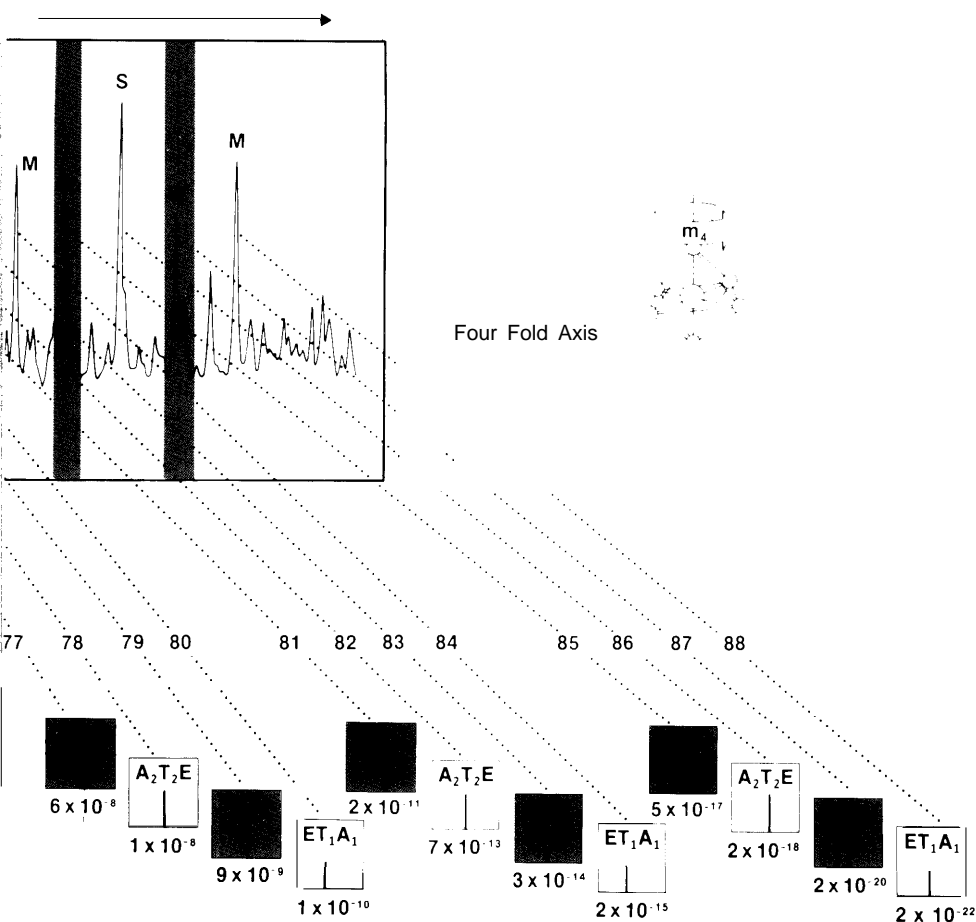 S
M
M
m₄
Four Fold Axis
77 78 79 80 81 82 83 84 85 86 87 88
6 x 10⁻⁸
A₂T₂E
1 x 10⁻⁸
9 x 10⁻⁹
ET₁A₁
1 x 10⁻¹⁰
2 x 10⁻¹¹
A₂T₂E
7 x 10⁻¹³
3 x 10⁻¹⁴
ET₁A₁
2 x 10⁻¹⁵
5 x 10⁻¹⁷
A₂T₂E
2 x 10⁻¹⁸
2 x 10⁻²⁰
ET₁A₁
2 x 10⁻²²